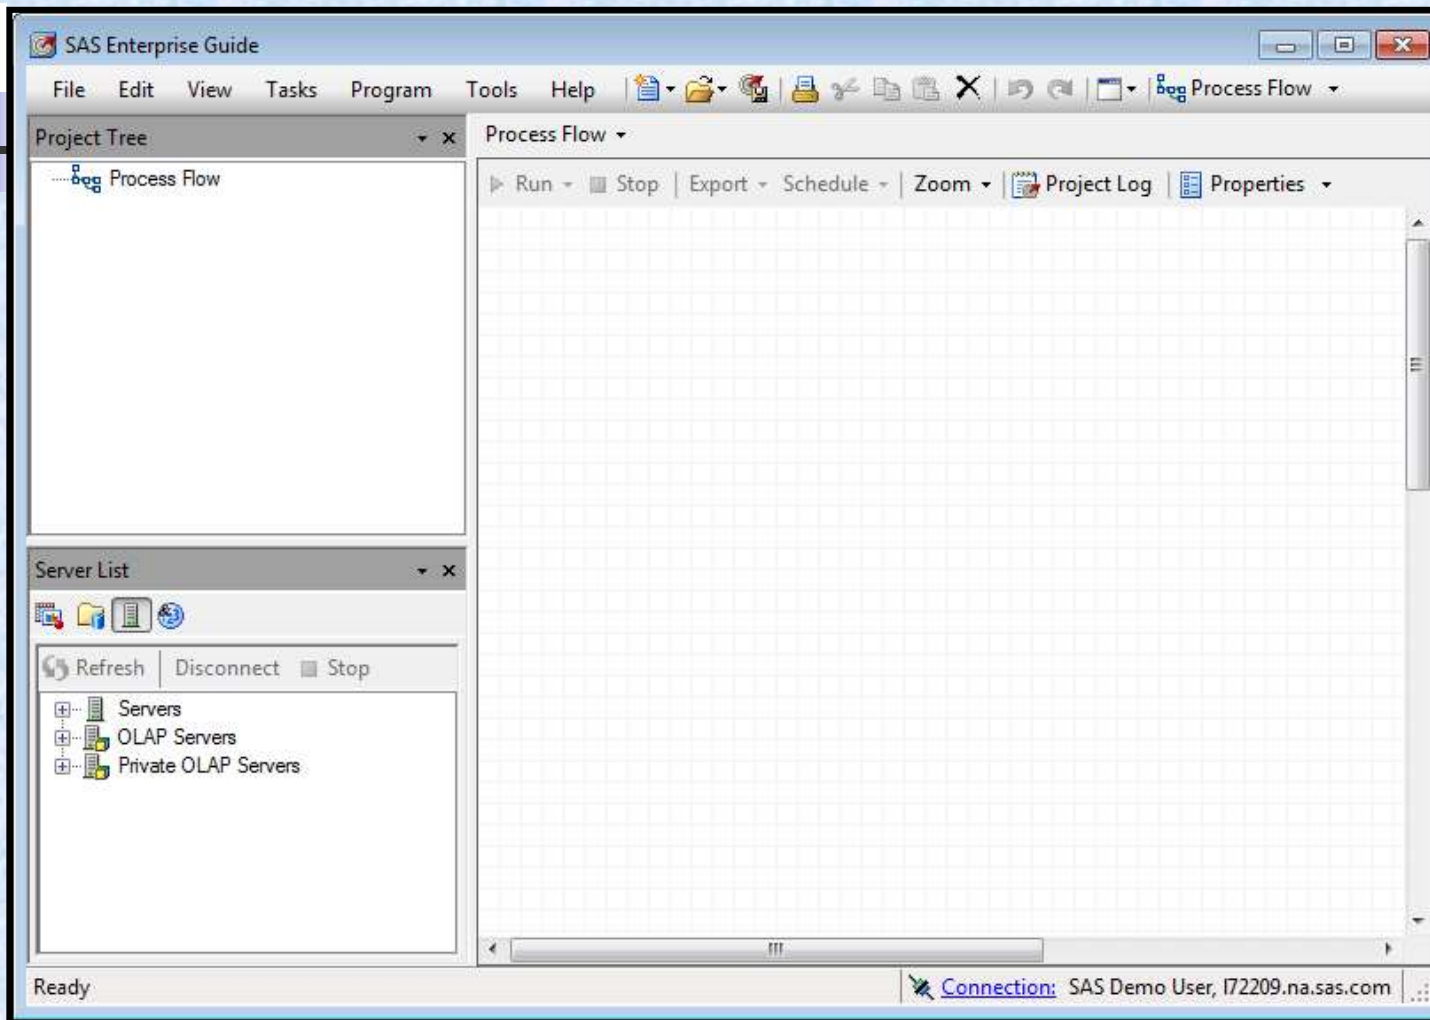 SAS Enterprise Guide
File Edit View Tasks Program Tools Help Process Flow
Project Tree
Process Flow
Process Flow
Run Stop Export Schedule Zoom Project Log Properties
Server List
Refresh Disconnect Stop
Servers
OLAP Servers
Private OLAP Servers
Ready
Connection: SAS Demo User, l72209.na.sas.com